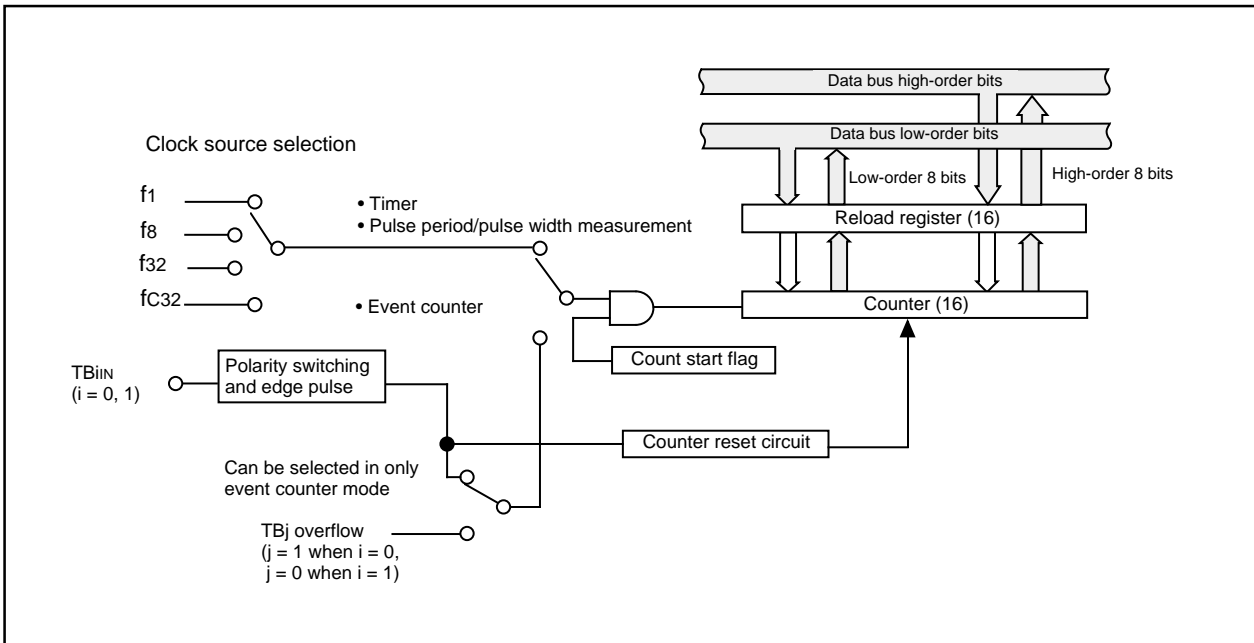 Data bus high-order bits
Data bus low-order bits
Clock source selection
Low-order 8 bits
High-order 8 bits
f1
• Timer
Reload register (16)
• Pulse period/pulse width measurement
f8
f32
fC32
• Event counter
Counter (16)
Count start flag
TBiIN
(i = 0, 1)
Polarity switching
and edge pulse
Counter reset circuit
Can be selected in only
event counter mode
TBj overflow
(j = 1 when i = 0,
j = 0 when i = 1)